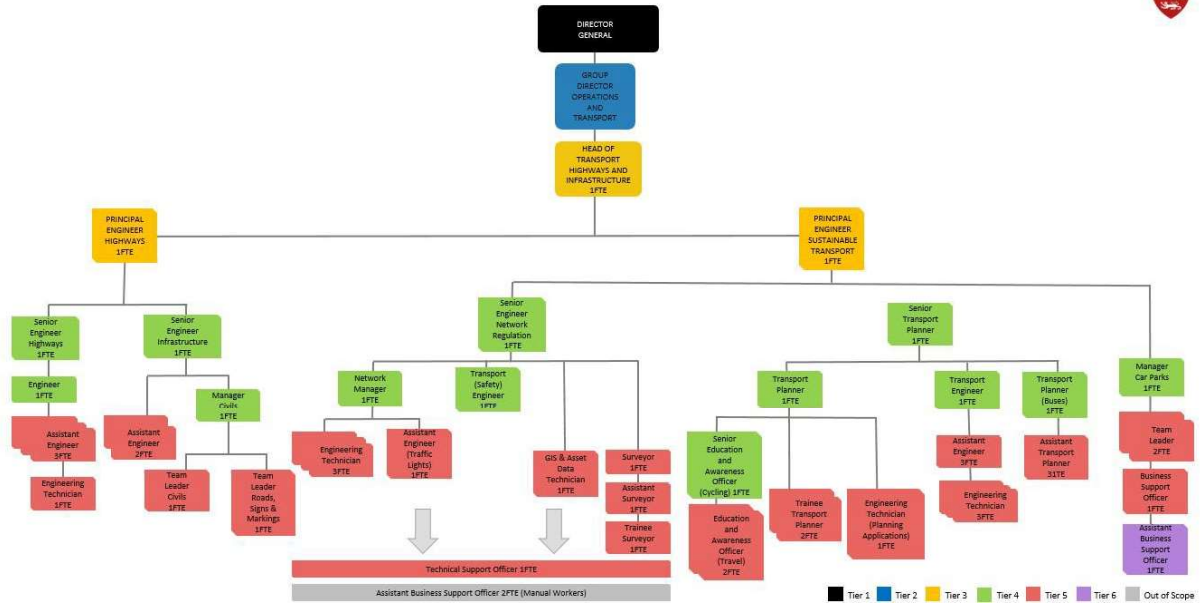 DIRECTOR
GENERAL
GROUP
DIRECTOR
OPERATIONS
AND
TRANSPORT
HEAD OF
TRANSPORT
HIGHWAYS AND
INFRASTRUCTURE
1FTE
PRINCIPAL
ENGINEER
HIGHWAYS
1FTE
PRINCIPAL
ENGINEER
SUSTAINABLE
TRANSPORT
1FTE
Senior
Engineer
Highways
1FTE
Senior
Engineer
Infrastructure
1FTE
Senior
Engineer
Network
Regulation
1FTE
Senior
Transport
Planner
1FTE
Manager
Car Parks
1FTE
Engineer
1FTE
Manager
Civils
1FTE
Network
Manager
1FTE
Transport
(Safety)
Engineer
1FTE
Transport
Planner
1FTE
Transport
Engineer
1FTE
Transport
Planner
(Buses)
1FTE
Assistant
Engineer
3FTE
Assistant
Engineer
2FTE
Engineering
Technician
3FTE
Assistant
Engineer
(Traffic
Lights)
1FTE
GIS & Asset
Data
Technician
1FTE
Surveyor
1FTE
Senior
Education
and
Awareness
Officer
(Cycling) 1FTE
Assistant
Engineer
3FTE
Assistant
Transport
Planner
31TE
Team
Leader
2FTE
Engineering
Technician
1FTE
Team
Leader
Civils
1FTE
Team
Leader
Roads,
Signs &
Markings
1FTE
Assistant
Surveyor
1FTE
Trainee
Surveyor
1FTE
Education
and
Awareness
Officer
(Travel)
2FTE
Trainee
Transport
Planner
2FTE
Engineering
Technician
(Planning
Applications)
1FTE
Engineering
Technician
3FTE
Business
Support
Officer
1FTE
Assistant
Business
Support
Officer
1FTE
Technical Support Officer 1FTE
Assistant Business Support Officer 2FTE (Manual Workers)
Tier 1 Tier 2 Tier 3 Tier 4 Tier 5 Tier 6 Out of Scope